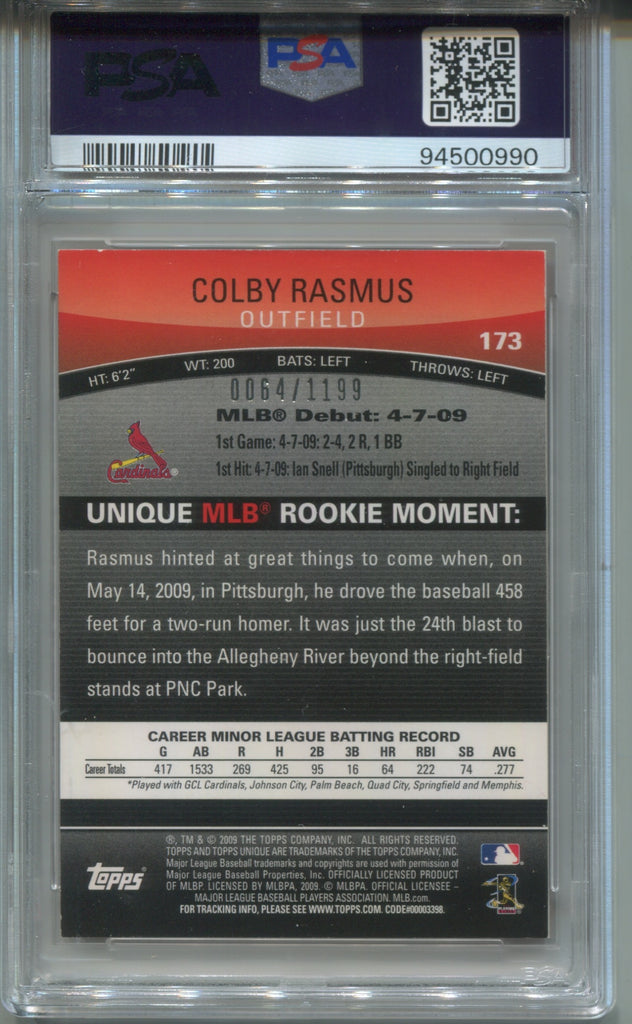 PSA
PSA
94500990
COLBY RASMUS
OUTFIELD
173
HT: 6'2" WT: 200 BATS: LEFT THROWS: LEFT
0064/1199
MLB® Debut: 4-7-09
1st Game: 4-7-09: 2-4, 2 R, 1 BB
1st Hit: 4-7-09: Ian Snell (Pittsburgh) Singled to Right Field
Cardinals®
UNIQUE MLB® ROOKIE MOMENT:
Rasmus hinted at great things to come when, on
May 14, 2009, in Pittsburgh, he drove the baseball 458
feet for a two-run homer. It was just the 24th blast to
bounce into the Allegheny River beyond the right-field
stands at PNC Park.
CAREER MINOR LEAGUE BATTING RECORD
G AB R H 2B 3B HR RBI SB AVG
Career Totals 417 1533 269 425 95 16 64 222 74 .277
*Played with GCL Cardinals, Johnson City, Palm Beach, Quad City, Springfield and Memphis.
®, TM & © 2009 THE TOPPS COMPANY, INC. ALL RIGHTS RESERVED.
TOPPS AND TOPPS UNIQUE ARE TRADEMARKS OF THE TOPPS COMPANY, INC.
Major League Baseball trademarks and copyrights are used with permission of
Major League Baseball Properties, Inc. OFFICIALLY LICENSED PRODUCT
OF MLBP. LICENSED BY MLBPA, 2009. © MLBPA. OFFICIAL LICENSEE –
MAJOR LEAGUE BASEBALL PLAYERS ASSOCIATION. MLB.com.
FOR TRACKING INFO, PLEASE SEE WWW.TOPPS.COM. CODE#00003398.
topps
PSA